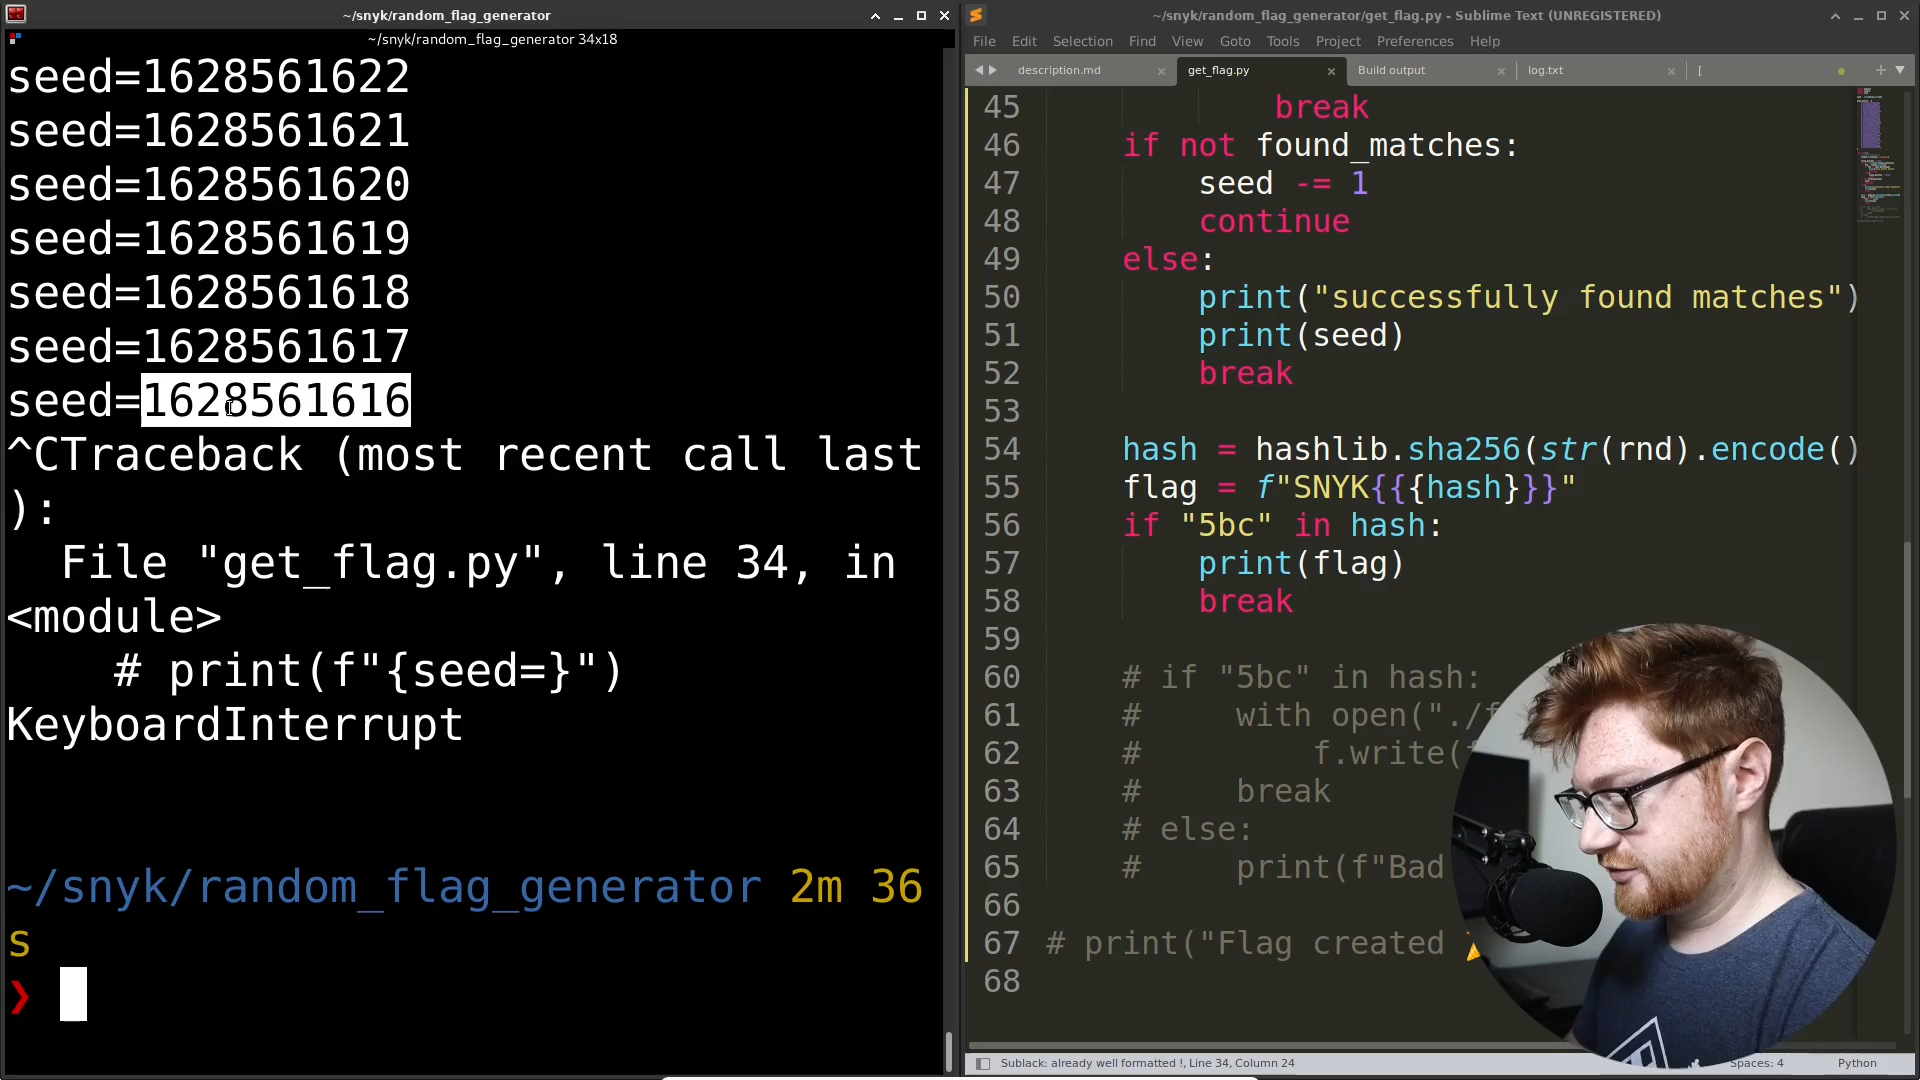 ~/snyk/random_flag_generator
~/snyk/random_flag_generator 34x18
seed=1628561622
seed=1628561621
seed=1628561620
seed=1628561619
seed=1628561618
seed=1628561617
seed=1628561616
^CTraceback (most recent call last
):
  File "get_flag.py", line 34, in
<module>
    # print(f"{seed=}")
KeyboardInterrupt
~/snyk/random_flag_generator 2m 36
s
❯
~/snyk/random_flag_generator/get_flag.py - Sublime Text (UNREGISTERED)
File Edit Selection Find View Goto Tools Project Preferences Help
description.md get_flag.py Build output log.txt [
45 break
46 if not found_matches:
47 seed -= 1
48 continue
49 else:
50 print("successfully found matches")
51 print(seed)
52 break
53
54 hash = hashlib.sha256(str(rnd).encode()
55 flag = f"SNYK{{{hash}}}"
56 if "5bc" in hash:
57 print(flag)
58 break
59
60 # if "5bc" in hash:
61 #     with open("./f
62 #         f.write(
63 #     break
64 # else:
65 #     print(f"Bad
66
67 # print("Flag created
68
Sublack: already well formatted !, Line 34, Column 24
Spaces: 4
Python